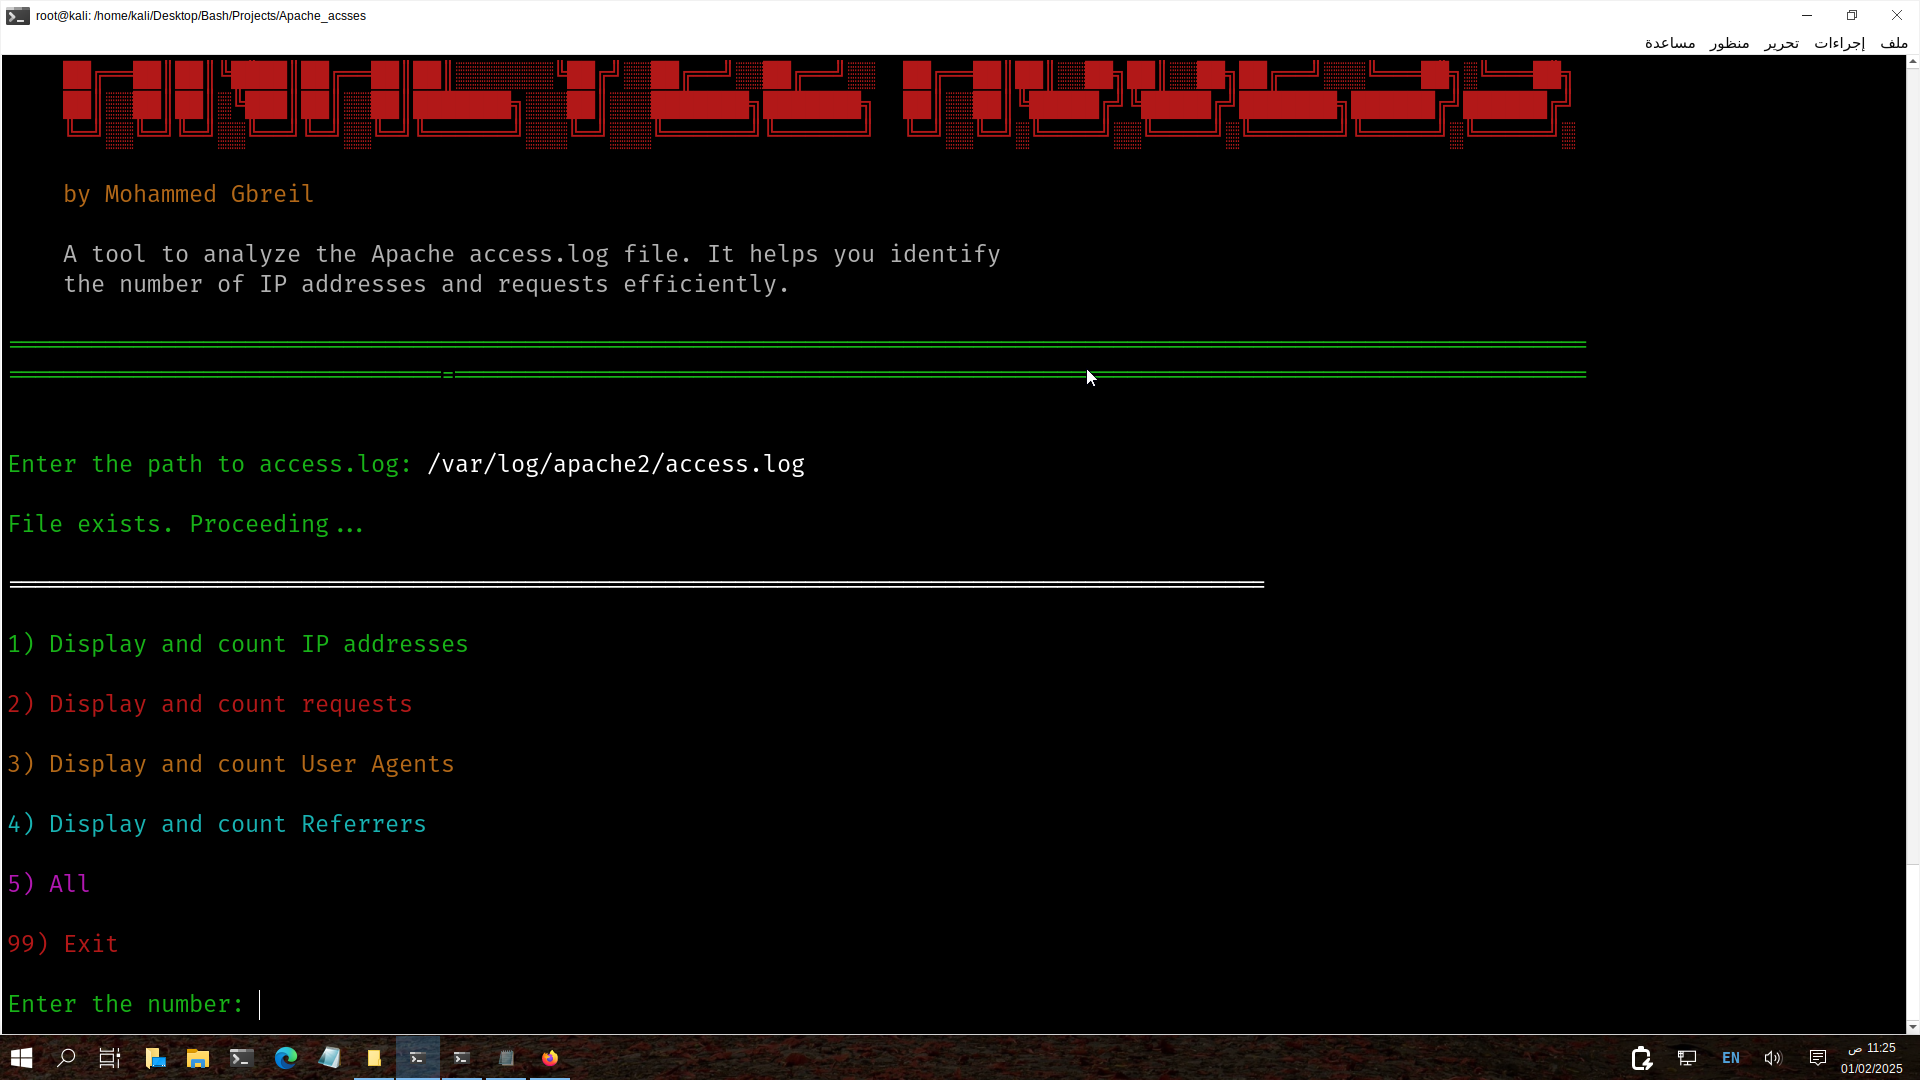 root@kali: /home/kali/Desktop/Bash/Projects/Apache_acsses
ملف إجراءات تحرير منظور مساعدة
by Mohammed Gbreil
A tool to analyze the Apache access.log file. It helps you identify
the number of IP addresses and requests efficiently.
Enter the path to access.log: /var/log/apache2/access.log
File exists. Proceeding...
1) Display and count IP addresses
2) Display and count requests
3) Display and count User Agents
4) Display and count Referrers
5) All
99) Exit
Enter the number:
EN
11:25 ص
01/02/2025